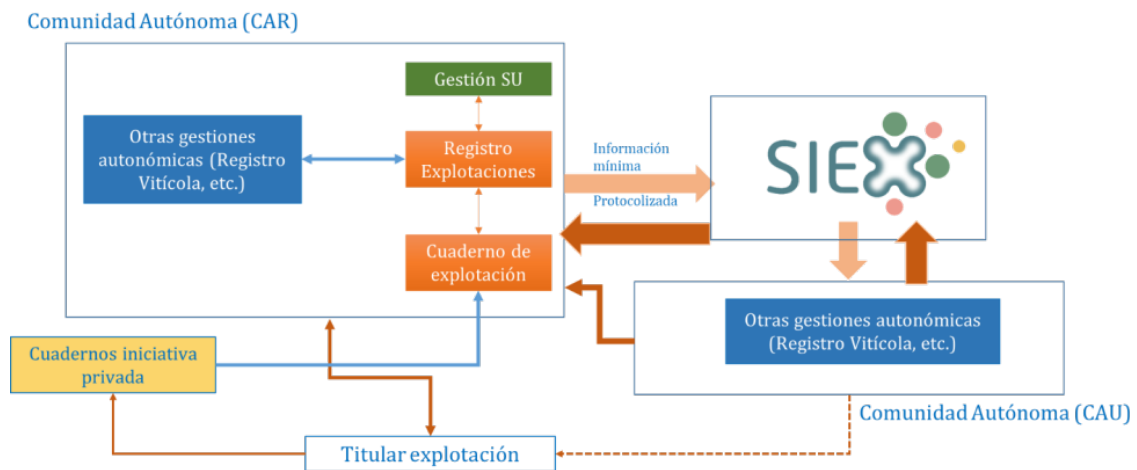 Comunidad Autónoma (CAR)
Gestión SU
Otras gestiones
autonómicas (Registro
Vitícola, etc.)
Registro
Explotaciones
Cuaderno de
explotación
Información
mínima
Protocolizada
SIEX
Otras gestiones autonómicas
(Registro Vitícola, etc.)
Comunidad Autónoma (CAU)
Cuadernos iniciativa
privada
Titular explotación